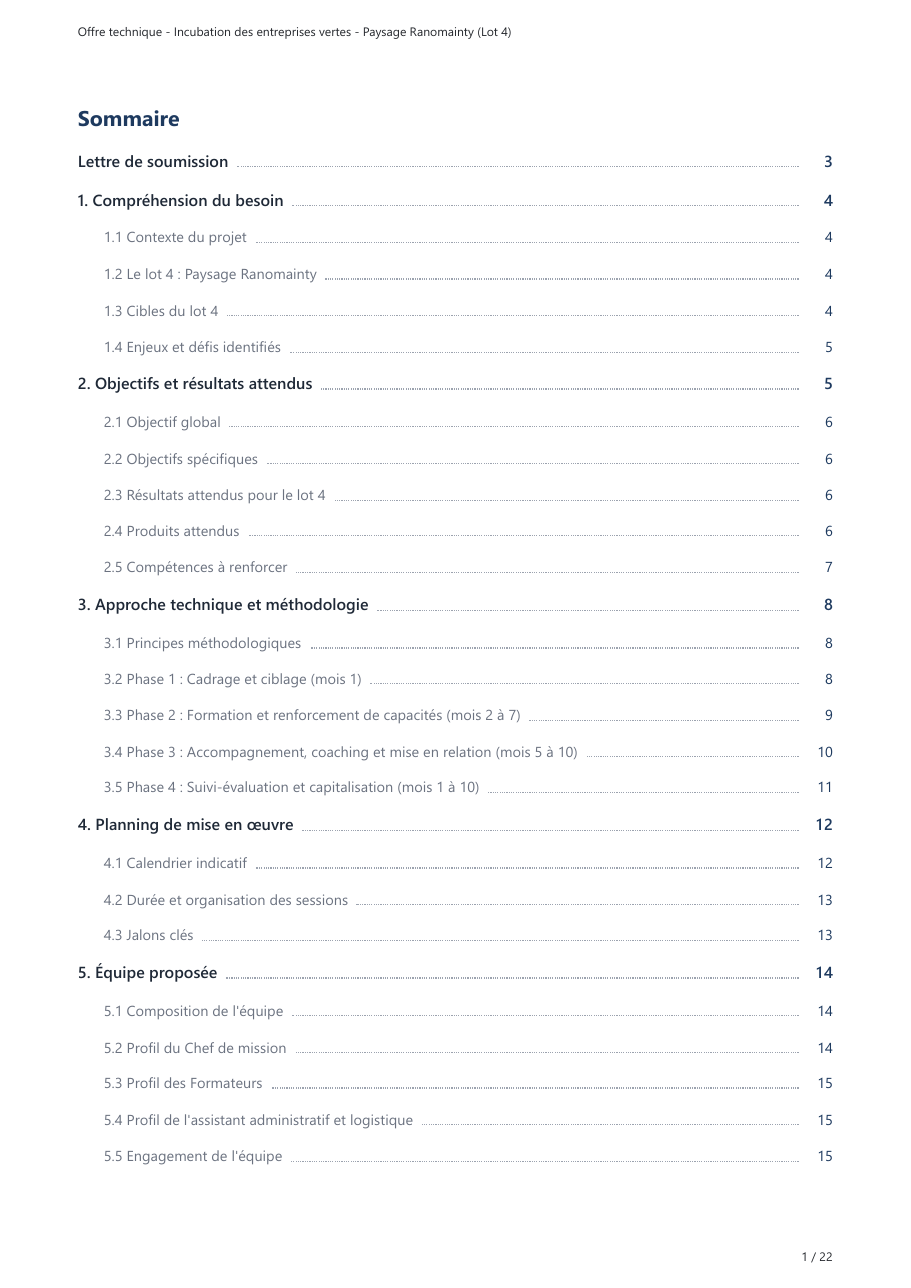 Offre technique - Incubation des entreprises vertes - Paysage Ranomainty (Lot 4)
Sommaire
Lettre de soumission 3
1. Compréhension du besoin 4
1.1 Contexte du projet 4
1.2 Le lot 4 : Paysage Ranomainty 4
1.3 Cibles du lot 4 4
1.4 Enjeux et défis identifiés 5
2. Objectifs et résultats attendus 5
2.1 Objectif global 6
2.2 Objectifs spécifiques 6
2.3 Résultats attendus pour le lot 4 6
2.4 Produits attendus 6
2.5 Compétences à renforcer 7
3. Approche technique et méthodologie 8
3.1 Principes méthodologiques 8
3.2 Phase 1 : Cadrage et ciblage (mois 1) 8
3.3 Phase 2 : Formation et renforcement de capacités (mois 2 à 7) 9
3.4 Phase 3 : Accompagnement, coaching et mise en relation (mois 5 à 10) 10
3.5 Phase 4 : Suivi-évaluation et capitalisation (mois 1 à 10) 11
4. Planning de mise en œuvre 12
4.1 Calendrier indicatif 12
4.2 Durée et organisation des sessions 13
4.3 Jalons clés 13
5. Équipe proposée 14
5.1 Composition de l'équipe 14
5.2 Profil du Chef de mission 14
5.3 Profil des Formateurs 15
5.4 Profil de l'assistant administratif et logistique 15
5.5 Engagement de l'équipe 15
1 / 22